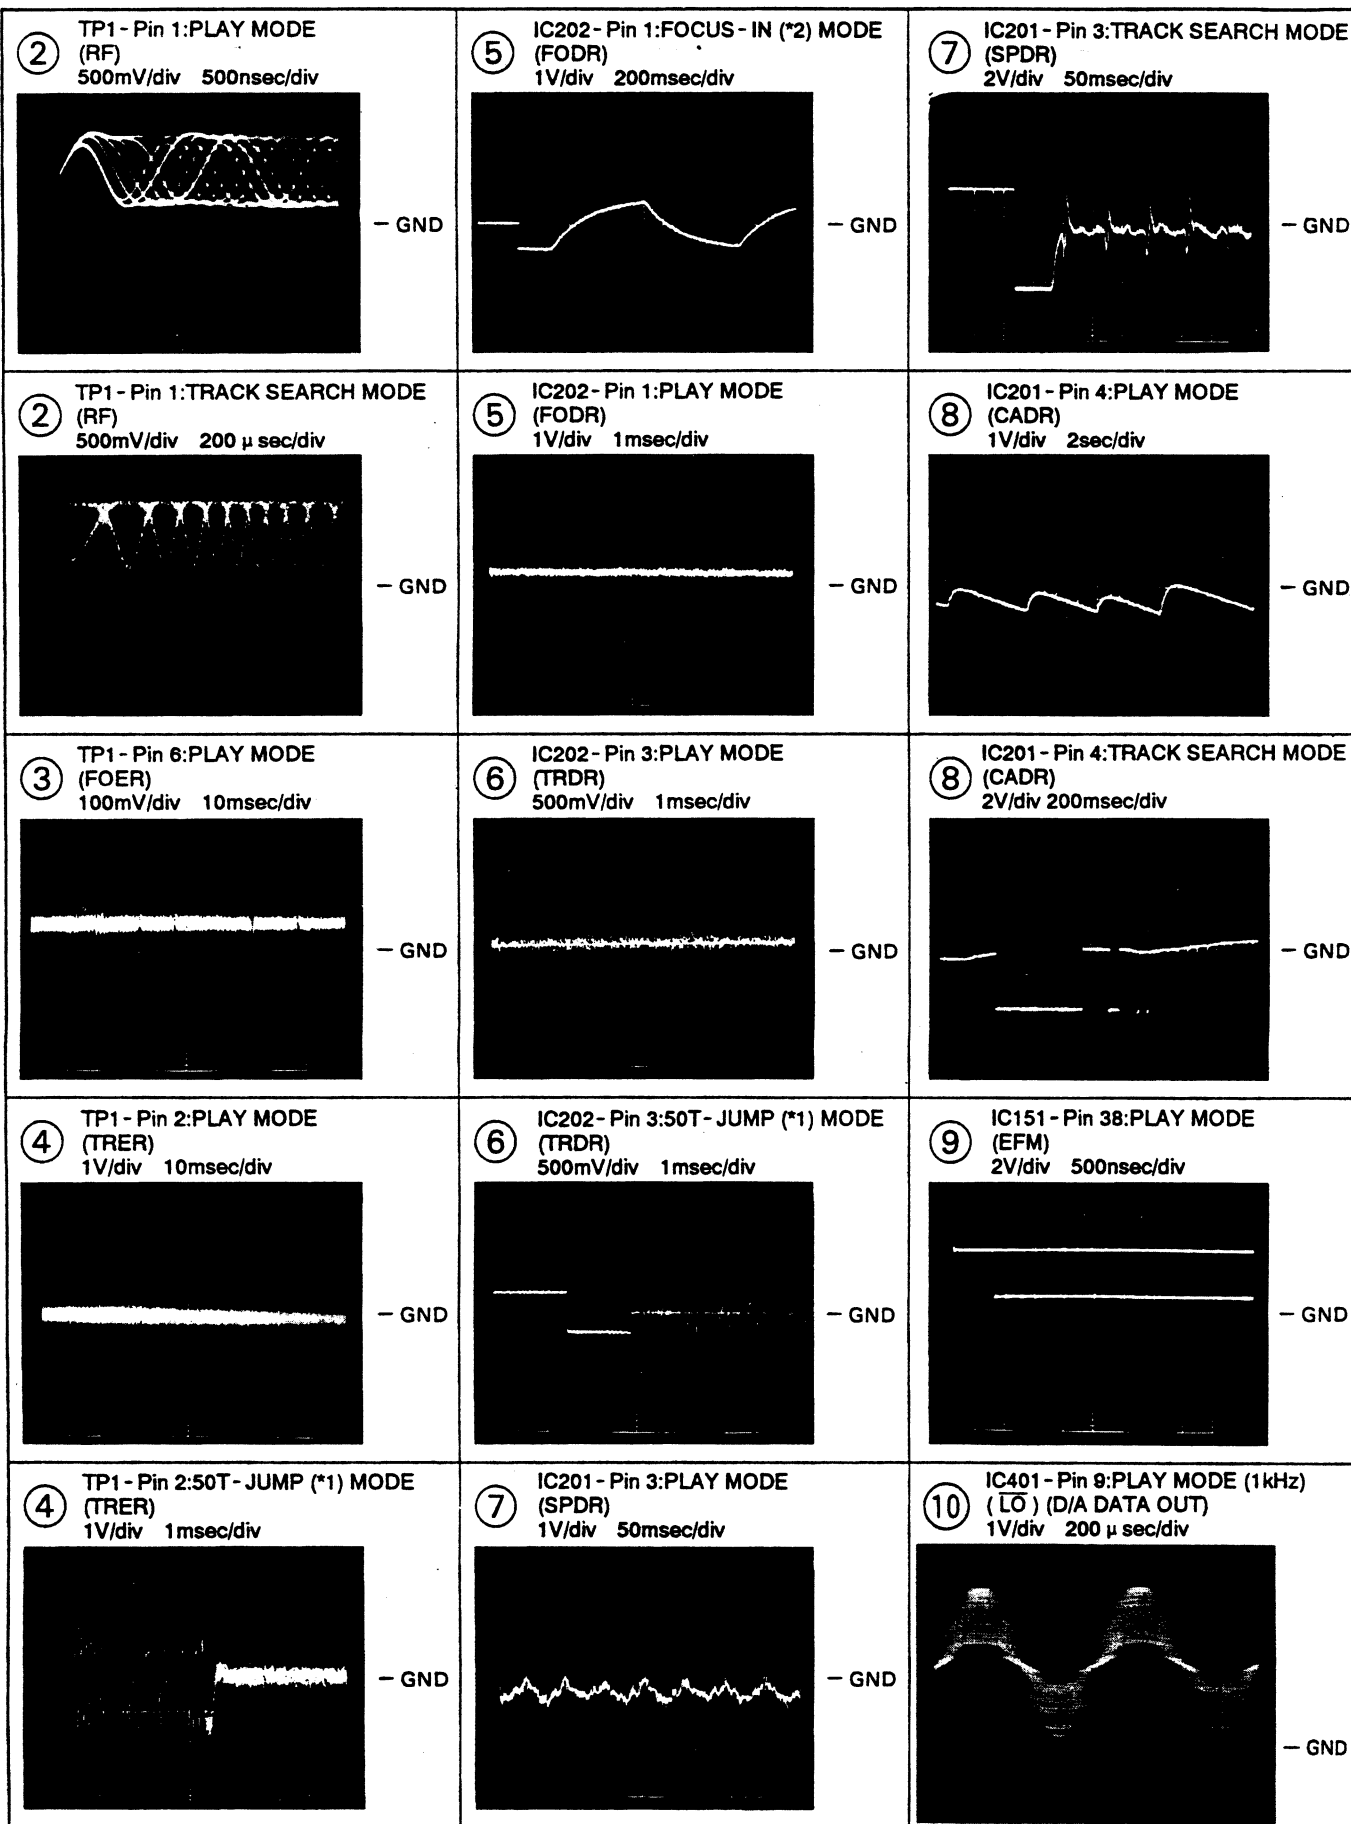 ② TP1-Pin 1:PLAY MODE
(RF)
500mV/div 500nsec/div
- GND
⑤ IC202-Pin 1:FOCUS-IN (*2) MODE
(FODR)
1V/div 200msec/div
- GND
⑦ IC201-Pin 3:TRACK SEARCH MODE
(SPDR)
2V/div 50msec/div
- GND
② TP1-Pin 1:TRACK SEARCH MODE
(RF)
500mV/div 200 μ sec/div
- GND
⑤ IC202-Pin 1:PLAY MODE
(FODR)
1V/div 1msec/div
- GND
⑧ IC201-Pin 4:PLAY MODE
(CADR)
1V/div 2sec/div
- GND
③ TP1-Pin 6:PLAY MODE
(FOER)
100mV/div 10msec/div
- GND
⑥ IC202-Pin 3:PLAY MODE
(TRDR)
500mV/div 1msec/div
- GND
⑧ IC201-Pin 4:TRACK SEARCH MODE
(CADR)
2V/div 200msec/div
- GND
④ TP1-Pin 2:PLAY MODE
(TRER)
1V/div 10msec/div
- GND
⑥ IC202-Pin 3:50T-JUMP (*1) MODE
(TRDR)
500mV/div 1msec/div
- GND
⑨ IC151-Pin 38:PLAY MODE
(EFM)
2V/div 500nsec/div
- GND
④ TP1-Pin 2:50T-JUMP (*1) MODE
(TRER)
1V/div 1msec/div
- GND
⑦ IC201-Pin 3:PLAY MODE
(SPDR)
1V/div 50msec/div
- GND
⑩ IC401-Pin 9:PLAY MODE (1kHz)
( L̅O̅ ) (D/A DATA OUT)
1V/div 200 μ sec/div
- GND